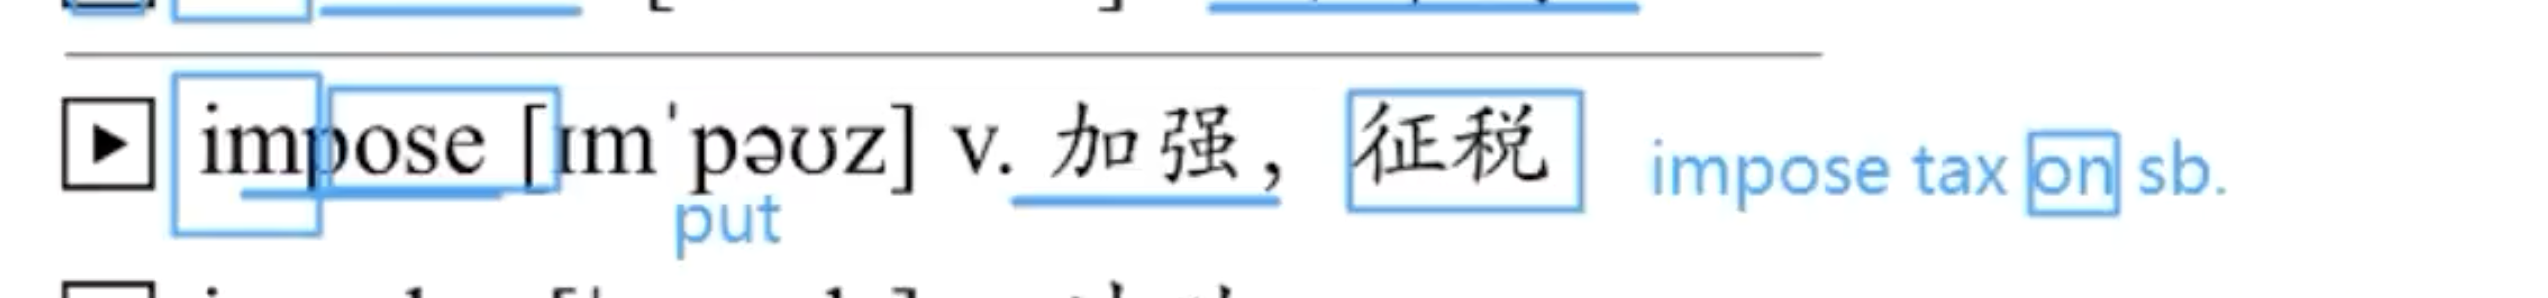 impose [ɪmˈpəʊz] v. 加强, 征税 impose tax on sb.
put